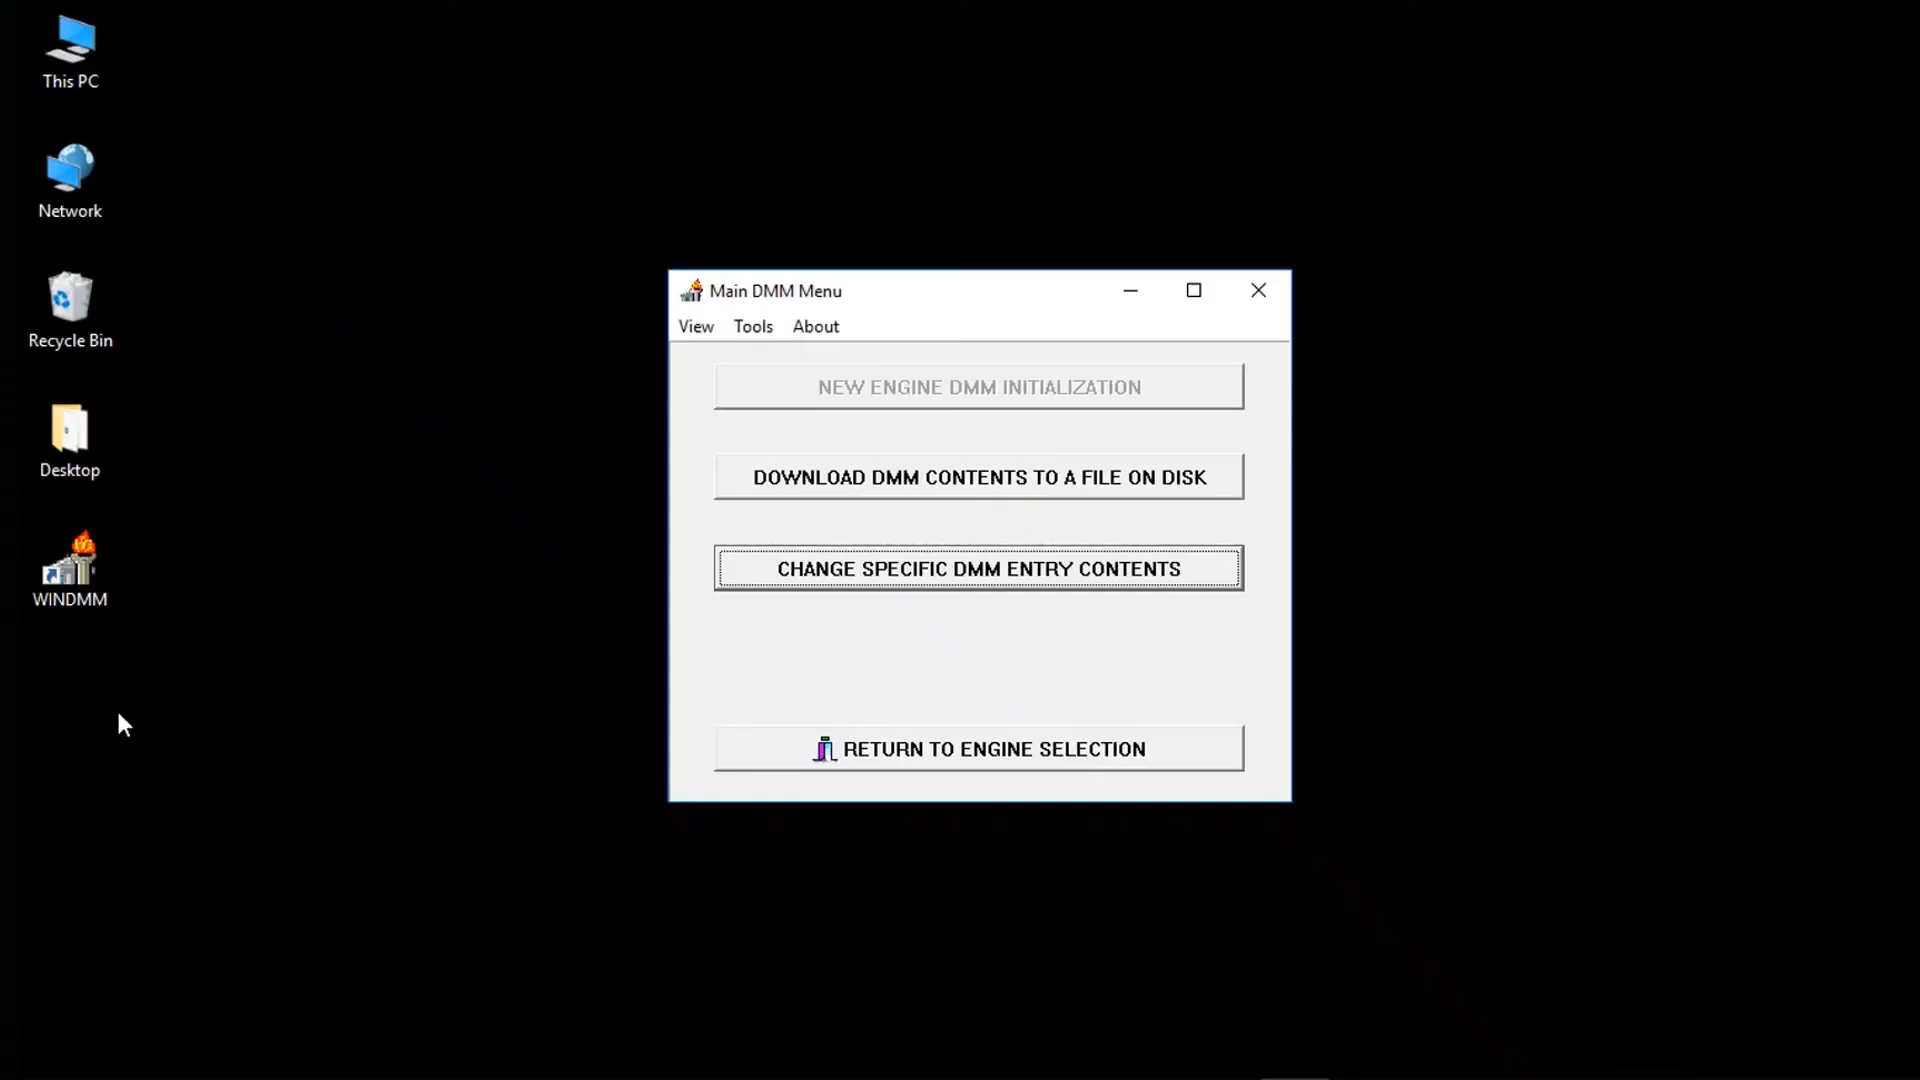 This PC
Network
Recycle Bin
Desktop
WINDMM
Main DMM Menu
View Tools About
NEW ENGINE DMM INITIALIZATION
DOWNLOAD DMM CONTENTS TO A FILE ON DISK
CHANGE SPECIFIC DMM ENTRY CONTENTS
RETURN TO ENGINE SELECTION